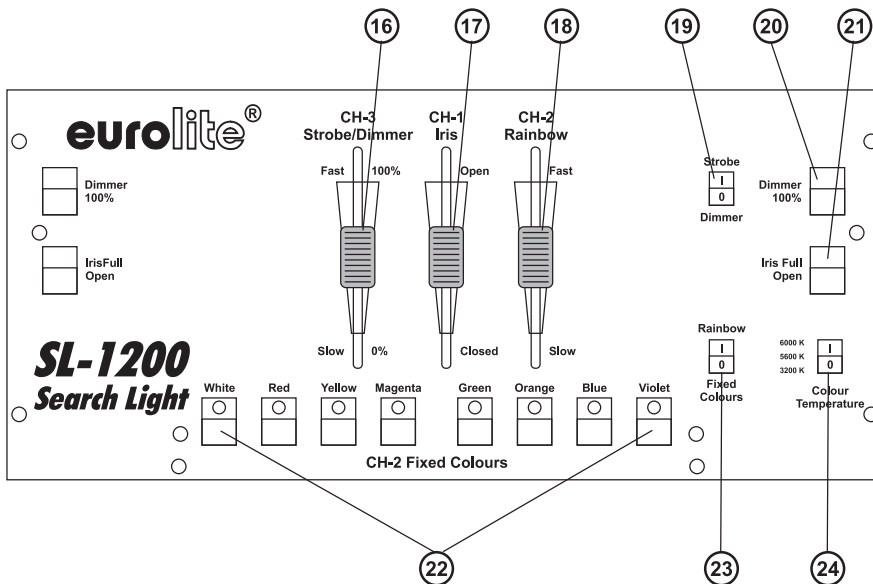 16 17 18 19 20 21
eurolite®
CH-3
Strobe/Dimmer
CH-1
Iris
CH-2
Rainbow
Fast 100%
Open
Fast
Slow 0%
Closed
Slow
Dimmer
100%
IrisFull
Open
Strobe
I
0
Dimmer
Dimmer
100%
Iris Full
Open
SL-1200
Search Light
White Red Yellow Magenta Green Orange Blue Violet
CH-2 Fixed Colours
Rainbow
I
0
Fixed
Colours
6000 K
5600 K
3200 K
I
0
Colour
Temperature
22 23 24